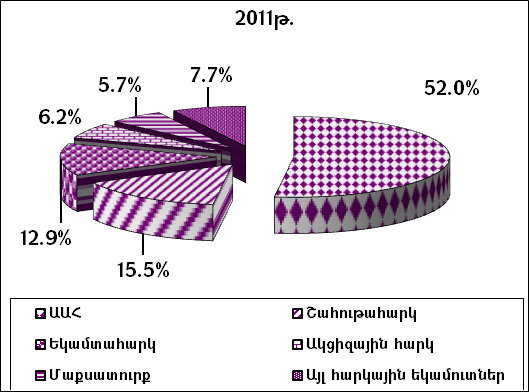 2011թ.
7.7%
5.7%
52.0%
6.2%
12.9%
15.5%
ԱԱՀ
Շահութահարկ
Եկամտահարկ
Ակցիզային հարկ
Մաքսատուրք
Այլ հարկային եկամուտներ